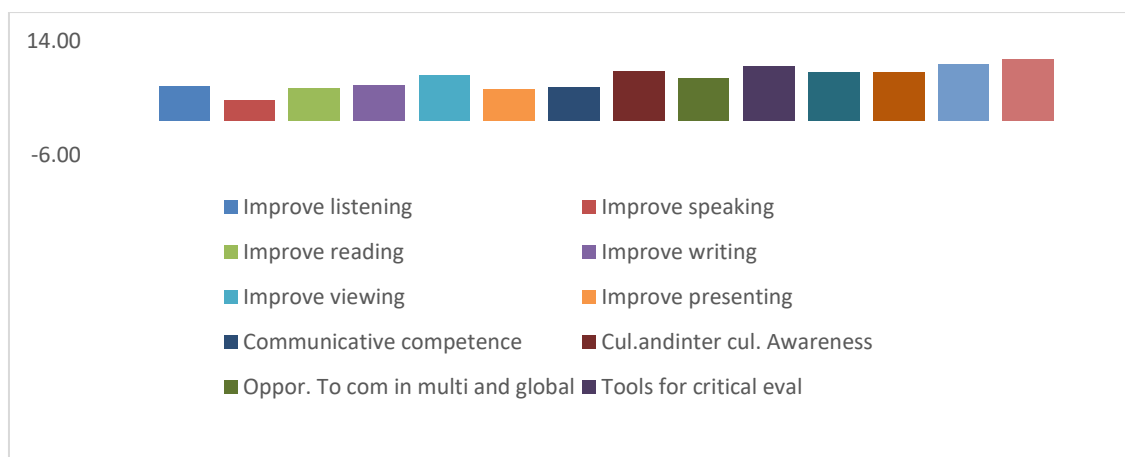 14.00
-6.00
Improve listening Improve speaking
Improve reading Improve writing
Improve viewing Improve presenting
Communicative competence Cul.andinter cul. Awareness
Oppor. To com in multi and global Tools for critical eval